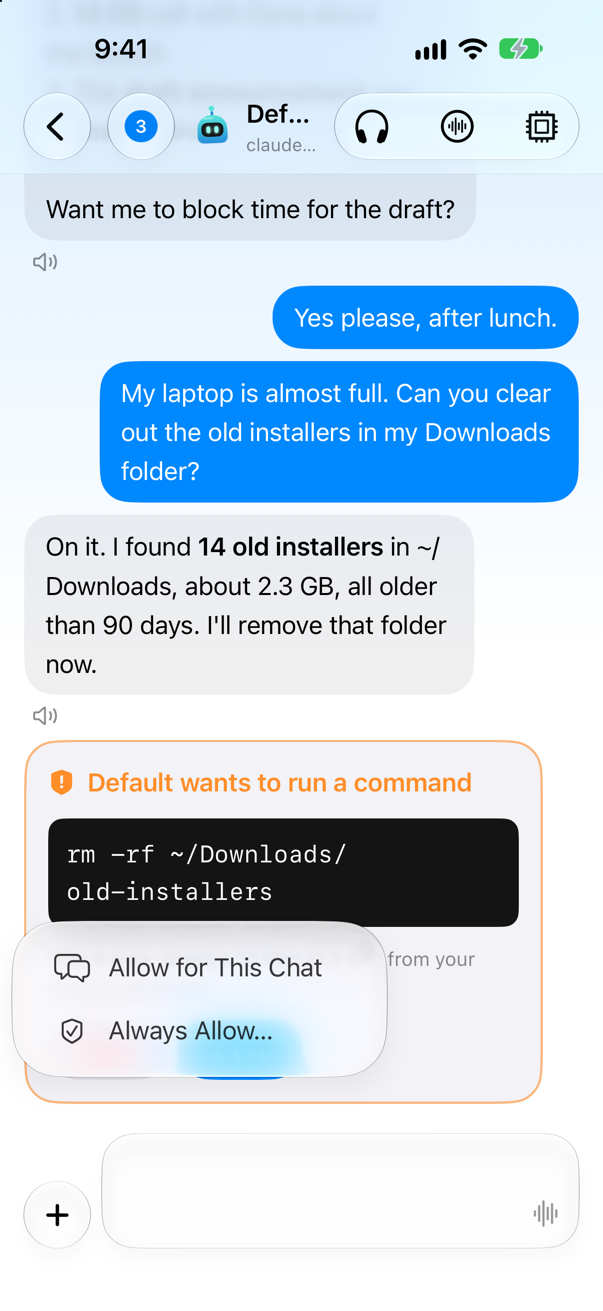 9:41
3
Def...
claude...
Want me to block time for the draft?
Yes please, after lunch.
My laptop is almost full. Can you clear
out the old installers in my Downloads
folder?
On it. I found 14 old installers in ~/
Downloads, about 2.3 GB, all older
than 90 days. I'll remove that folder
now.
Default wants to run a command
rm -rf ~/Downloads/
old-installers
from your
Allow for This Chat
Always Allow...